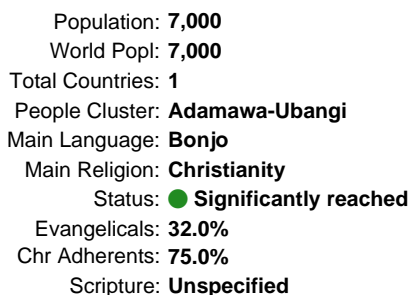 Population: 7,000
World Popl: 7,000
Total Countries: 1
People Cluster: Adamawa-Ubangi
Main Language: Bonjo
Main Religion: Christianity
Status: Significantly reached
Evangelicals: 32.0%
Chr Adherents: 75.0%
Scripture: Unspecified